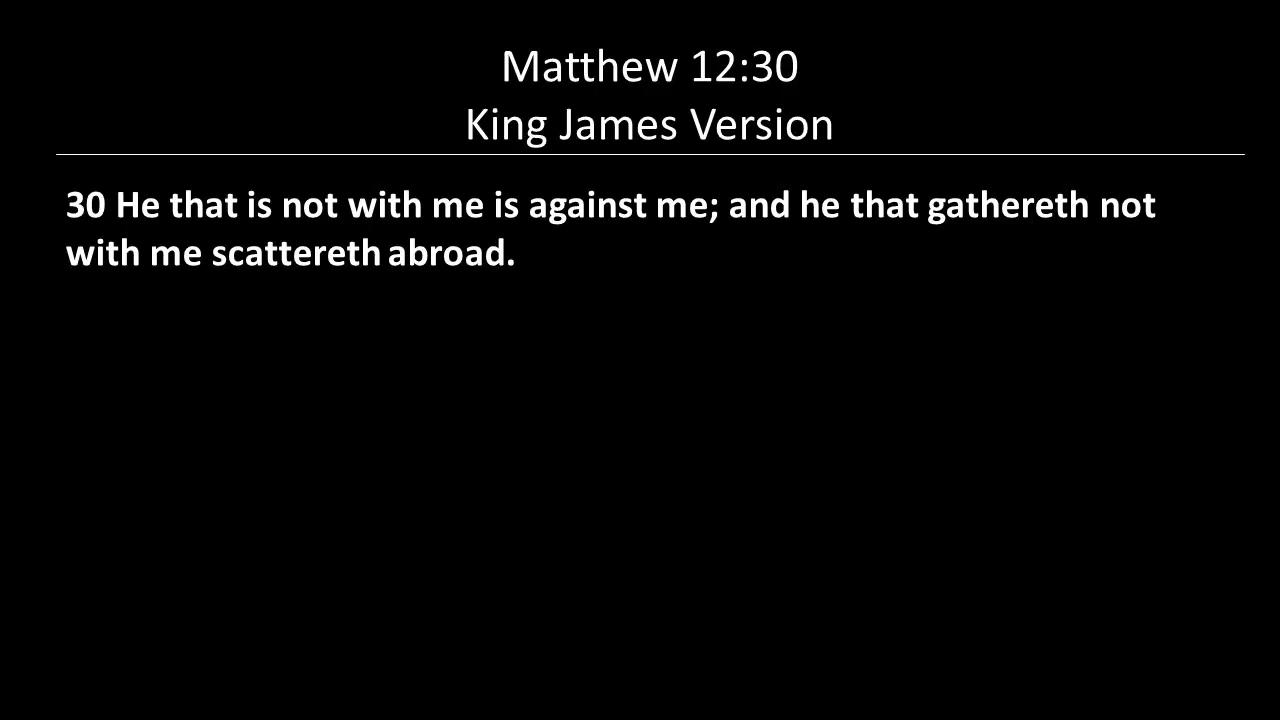 Matthew 12:30
King James Version
30 He that is not with me is against me; and he that gathereth not
with me scattereth abroad.